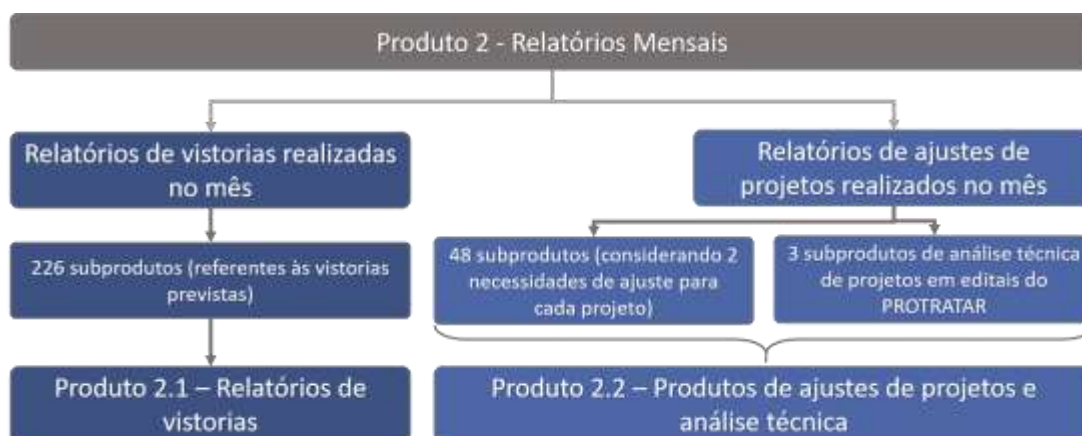 Produto 2 - Relatórios Mensais
Relatórios de vistorias realizadas
no mês
Relatórios de ajustes de
projetos realizados no mês
226 subprodutos (referentes às vistorias
previstas)
48 subprodutos (considerando 2
necessidades de ajuste para
cada projeto)
3 subprodutos de análise técnica
de projetos em editais do
PROTRATAR
Produto 2.1 – Relatórios de
vistorias
Produto 2.2 – Produtos de ajustes de projetos e
análise técnica